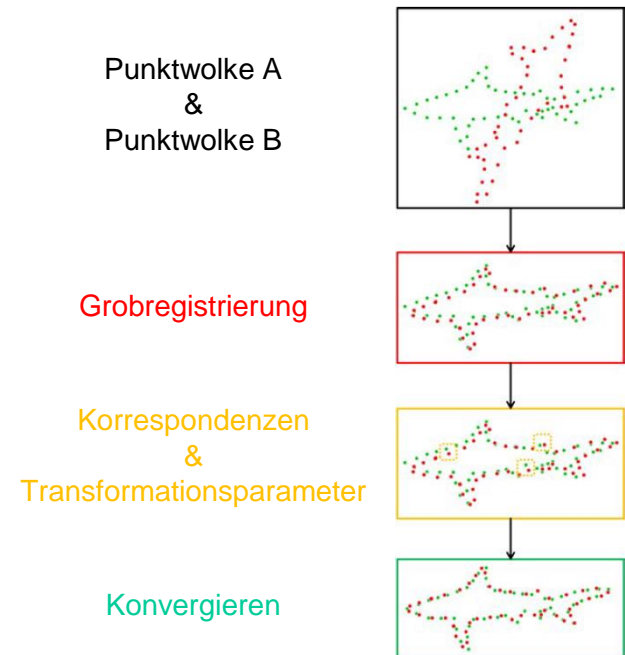 Punktwolke A
&
Punktwolke B
Grobregistrierung
Korrespondenzen
&
Transformationsparameter
Konvergieren